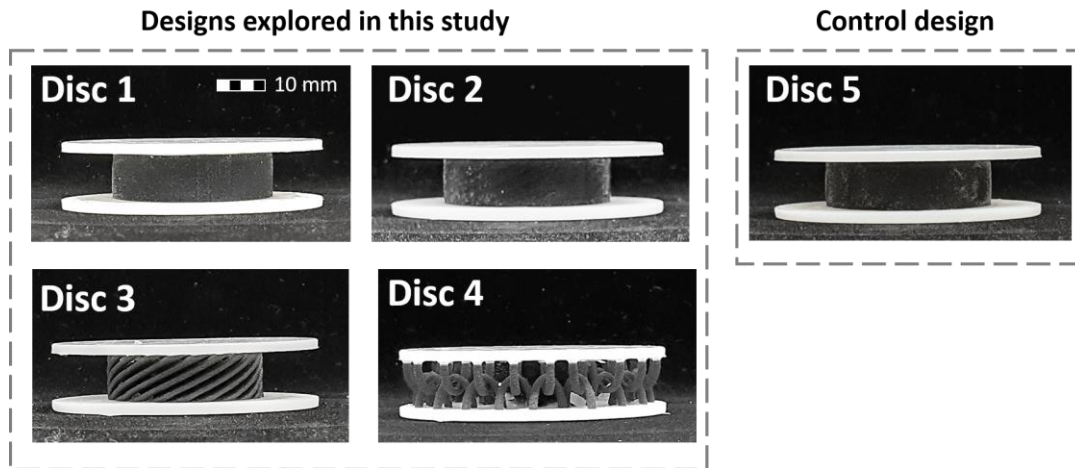 Designs explored in this study
Control design
Disc 1
10 mm
Disc 2
Disc 5
Disc 3
Disc 4